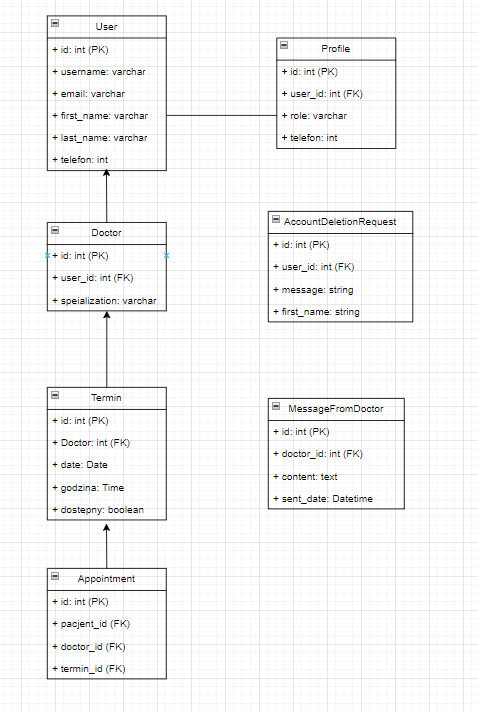 User
+ id: int (PK)
+ username: varchar
+ email: varchar
+ first_name: varchar
+ last_name: varchar
+ telefon: int
Profile
+ id: int (PK)
+ user_id: int (FK)
+ role: varchar
+ telefon: int
Doctor
+ id: int (PK)
+ user_id: int (FK)
+ speialization: varchar
AccountDeletionRequest
+ id: int (PK)
+ user_id: int (FK)
+ message: string
+ first_name: string
Termin
+ id: int (PK)
+ Doctor: int (FK)
+ date: Date
+ godzina: Time
+ dostepny: boolean
MessageFromDoctor
+ id: int (PK)
+ doctor_id: int (FK)
+ content: text
+ sent_date: Datetime
Appointment
+ id: int (PK)
+ pacjent_id (FK)
+ doctor_id (FK)
+ termin_id (FK)